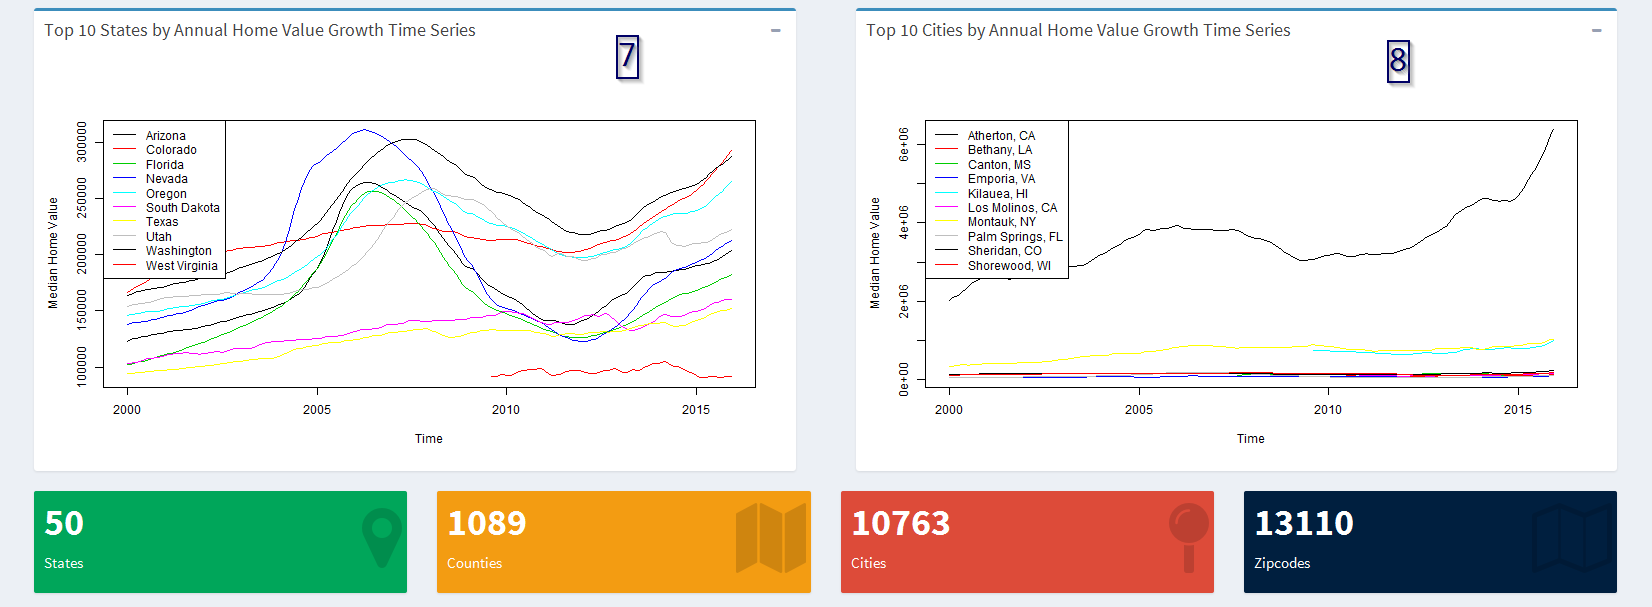 Top 10 States by Annual Home Value Growth Time Series
7
Median Home Value
300000
250000
200000
150000
100000
Arizona
Colorado
Florida
Nevada
Oregon
South Dakota
Texas
Utah
Washington
West Virginia
2000 2005 2010 2015
Time
Top 10 Cities by Annual Home Value Growth Time Series
8
Median Home Value
6e+06
4e+06
2e+06
0e+00
Atherton, CA
Bethany, LA
Canton, MS
Emporia, VA
Kilauea, HI
Los Molinos, CA
Montauk, NY
Palm Springs, FL
Sheridan, CO
Shorewood, WI
2000 2005 2010 2015
Time
50
States
1089
Counties
10763
Cities
13110
Zipcodes